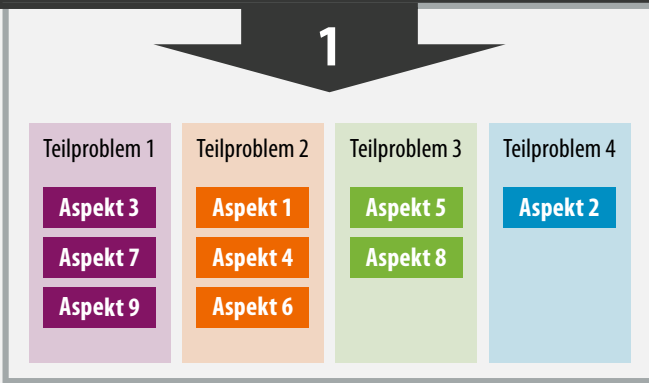 1
Teilproblem 1
Aspekt 3
Aspekt 7
Aspekt 9
Teilproblem 2
Aspekt 1
Aspekt 4
Aspekt 6
Teilproblem 3
Aspekt 5
Aspekt 8
Teilproblem 4
Aspekt 2